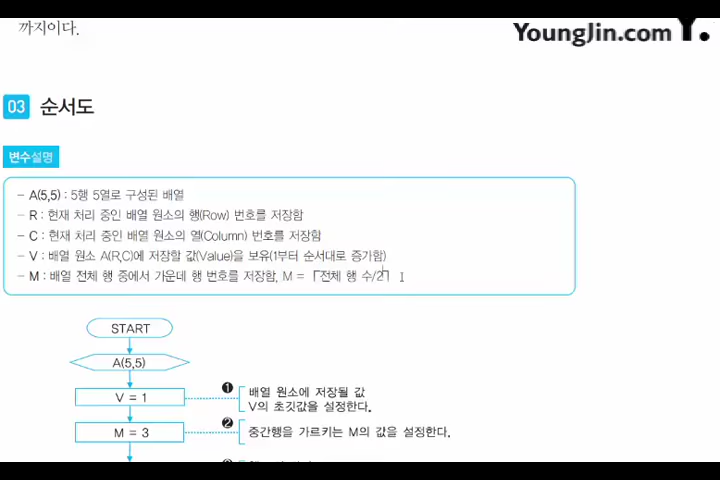 까지이다.
YoungJin.com Y.
03 순서도
변수설명
- A(5,5) : 5행 5열로 구성된 배열
- R : 현재 처리 중인 배열 원소의 행(Row) 번호를 저장함
- C : 현재 처리 중인 배열 원소의 열(Column) 번호를 저장함
- V : 배열 원소 A(R,C)에 저장할 값(Value)을 보유(1부터 순서대로 증가함)
- M : 배열 전체 행 중에서 가운데 행 번호를 저장함, M = ⌈전체 행 수/2⌉
START
A(5,5)
V = 1
❶ 배열 원소에 저장될 값
V의 초깃값을 설정한다.
M = 3
❷ 중간행을 가르키는 M의 값을 설정한다.